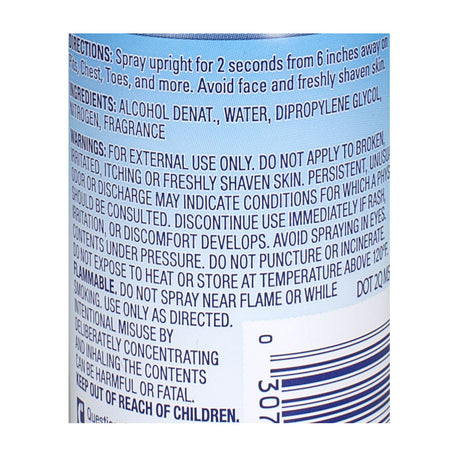 DIRECTIONS: Spray upright for 2 seconds from 6 inches away on
Pits, Chest, Toes, and more. Avoid face and freshly shaven skin.
INGREDIENTS: ALCOHOL DENAT., WATER, DIPROPYLENE GLYCOL,
NITROGEN, FRAGRANCE
WARNINGS: FOR EXTERNAL USE ONLY. DO NOT APPLY TO BROKEN,
IRRITATED, ITCHING OR FRESHLY SHAVEN SKIN. PERSISTENT, UNUSU
ODOR OR DISCHARGE MAY INDICATE CONDITIONS FOR WHICH A PHYS
SHOULD BE CONSULTED. DISCONTINUE USE IMMEDIATELY IF RASH,
IRRITATION, OR DISCOMFORT DEVELOPS. AVOID SPRAYING IN EYES.
CONTENTS UNDER PRESSURE. DO NOT PUNCTURE OR INCINERATE.
DO NOT EXPOSE TO HEAT OR STORE AT TEMPERATURE ABOVE 120ºF.
FLAMMABLE. DO NOT SPRAY NEAR FLAME OR WHILE
SMOKING. USE ONLY AS DIRECTED.
INTENTIONAL MISUSE BY
DELIBERATELY CONCENTRATING
AND INHALING THE CONTENTS
CAN BE HARMFUL OR FATAL.
KEEP OUT OF REACH OF CHILDREN.
Question
DOT 2Q M5
0 307